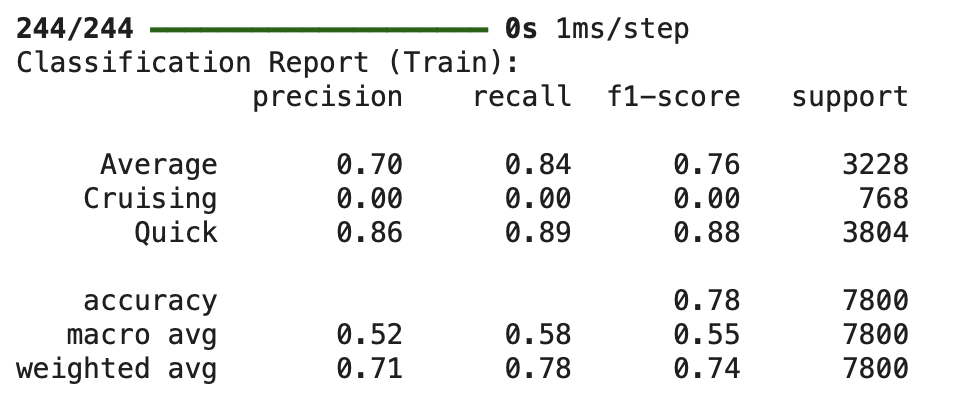 244/244 ━━━━━━━━━━━━━━━━━━━━ 0s 1ms/step
Classification Report (Train):
              precision    recall  f1-score   support

     Average       0.70      0.84      0.76      3228
    Cruising       0.00      0.00      0.00       768
       Quick       0.86      0.89      0.88      3804

    accuracy                           0.78      7800
   macro avg       0.52      0.58      0.55      7800
weighted avg       0.71      0.78      0.74      7800